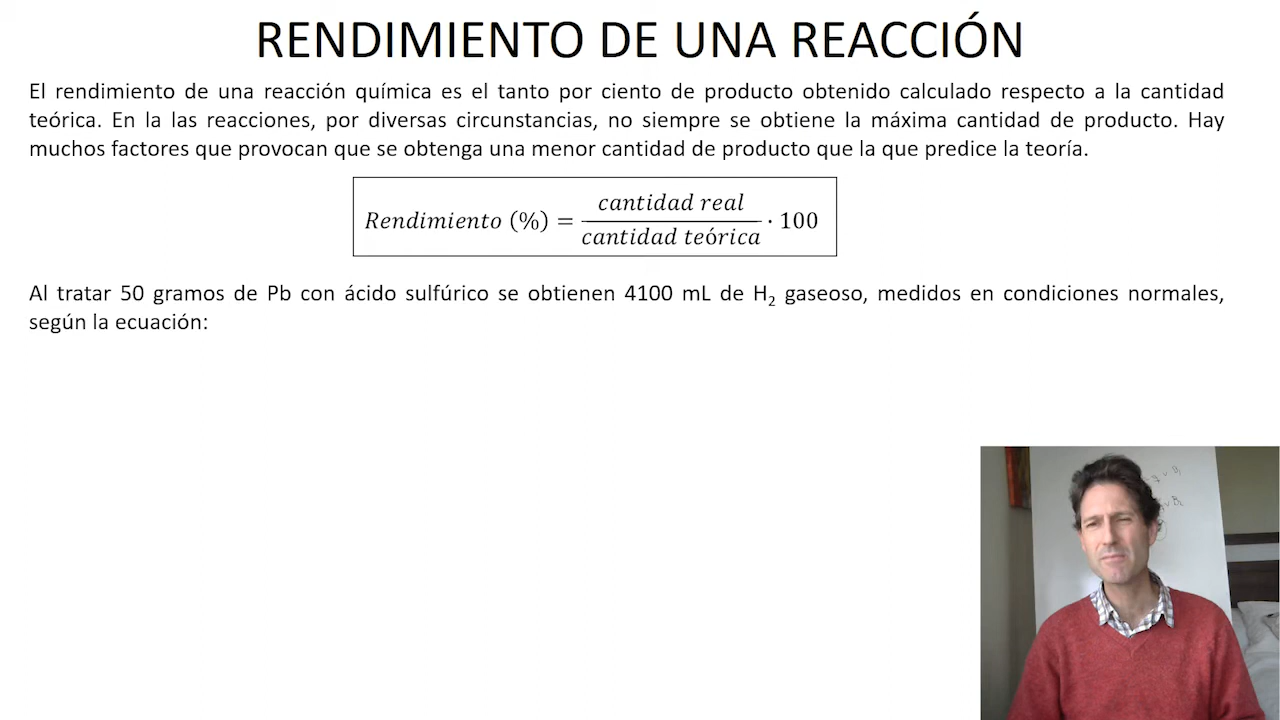 RENDIMIENTO DE UNA REACCIÓN
El rendimiento de una reacción química es el tanto por ciento de producto obtenido calculado respecto a la cantidad
teórica. En la las reacciones, por diversas circunstancias, no siempre se obtiene la máxima cantidad de producto. Hay
muchos factores que provocan que se obtenga una menor cantidad de producto que la que predice la teoría.
Rendimiento (%) = cantidad real / cantidad teórica · 100
Al tratar 50 gramos de Pb con ácido sulfúrico se obtienen 4100 mL de H₂ gaseoso, medidos en condiciones normales,
según la ecuación: